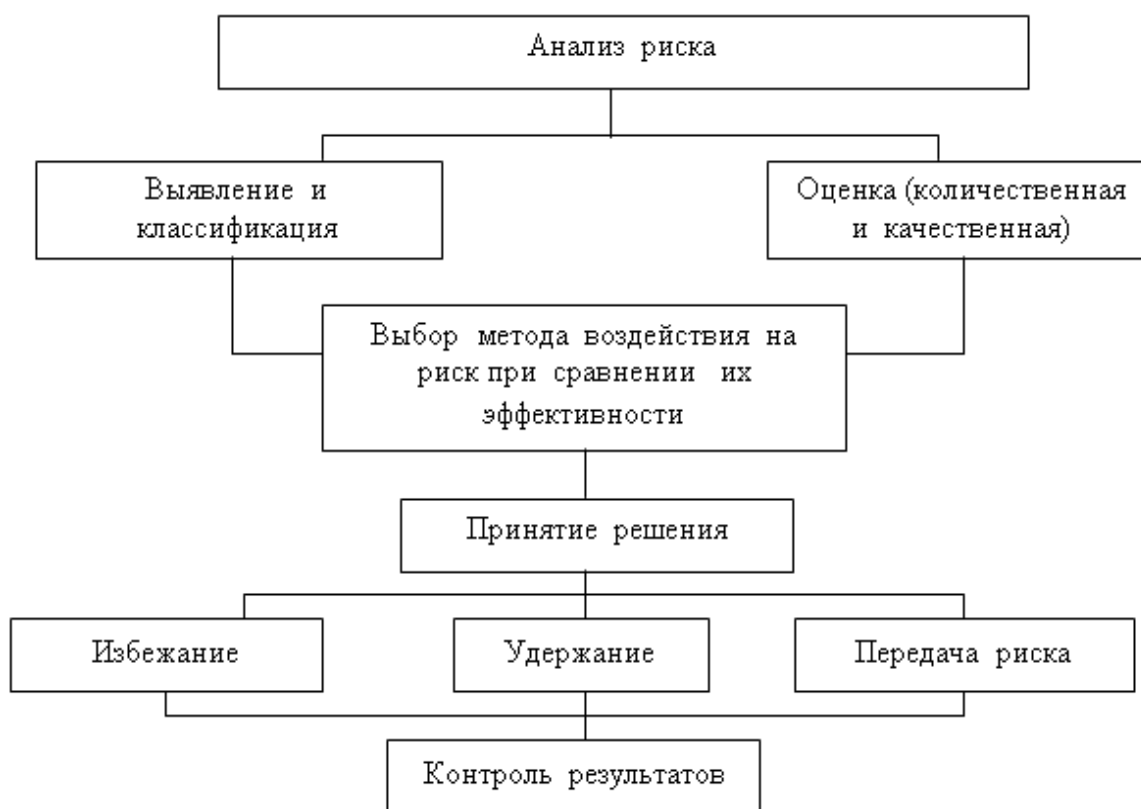 Анализ риска
Выявление и
классификация
Оценка (количественная
и качественная)
Выбор метода воздействия на
риск при сравнении их
эффективности
Принятие решения
Избежание
Удержание
Передача риска
Контроль результатов